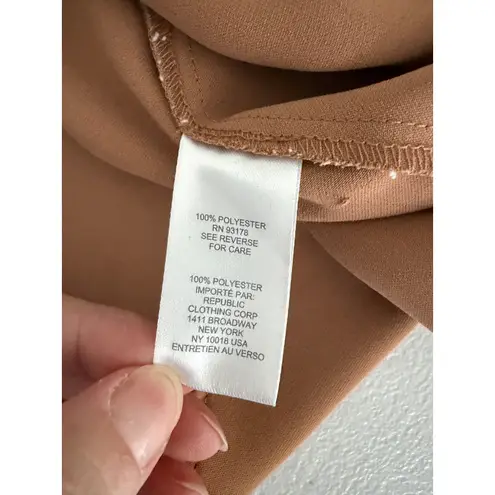 100% POLYESTER
RN 93178
SEE REVERSE
FOR CARE
100% POLYESTER
IMPORTÉ PAR:
REPUBLIC
CLOTHING CORP
1411 BROADWAY
NEW YORK
NY 10018 USA
ENTRETIEN AU VERSO